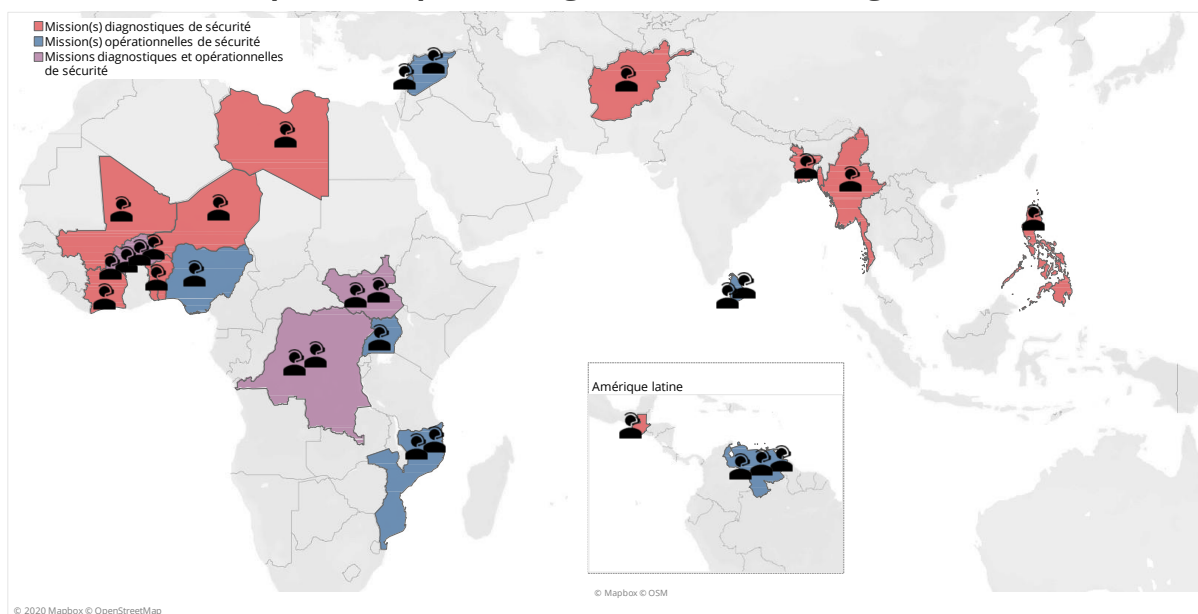 Mission(s) diagnostiques de sécurité
Mission(s) opérationnelles de sécurité
Missions diagnostiques et opérationnelles
de sécurité
Amérique latine
© Mapbox © OSM
© 2020 Mapbox © OpenStreetMap